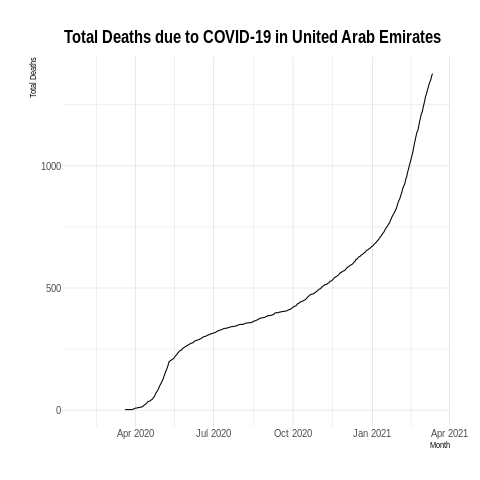 Total Deaths due to COVID-19 in United Arab Emirates
Total Deaths
1000
500
0
Apr 2020 Jul 2020 Oct 2020 Jan 2021 Apr 2021
Month